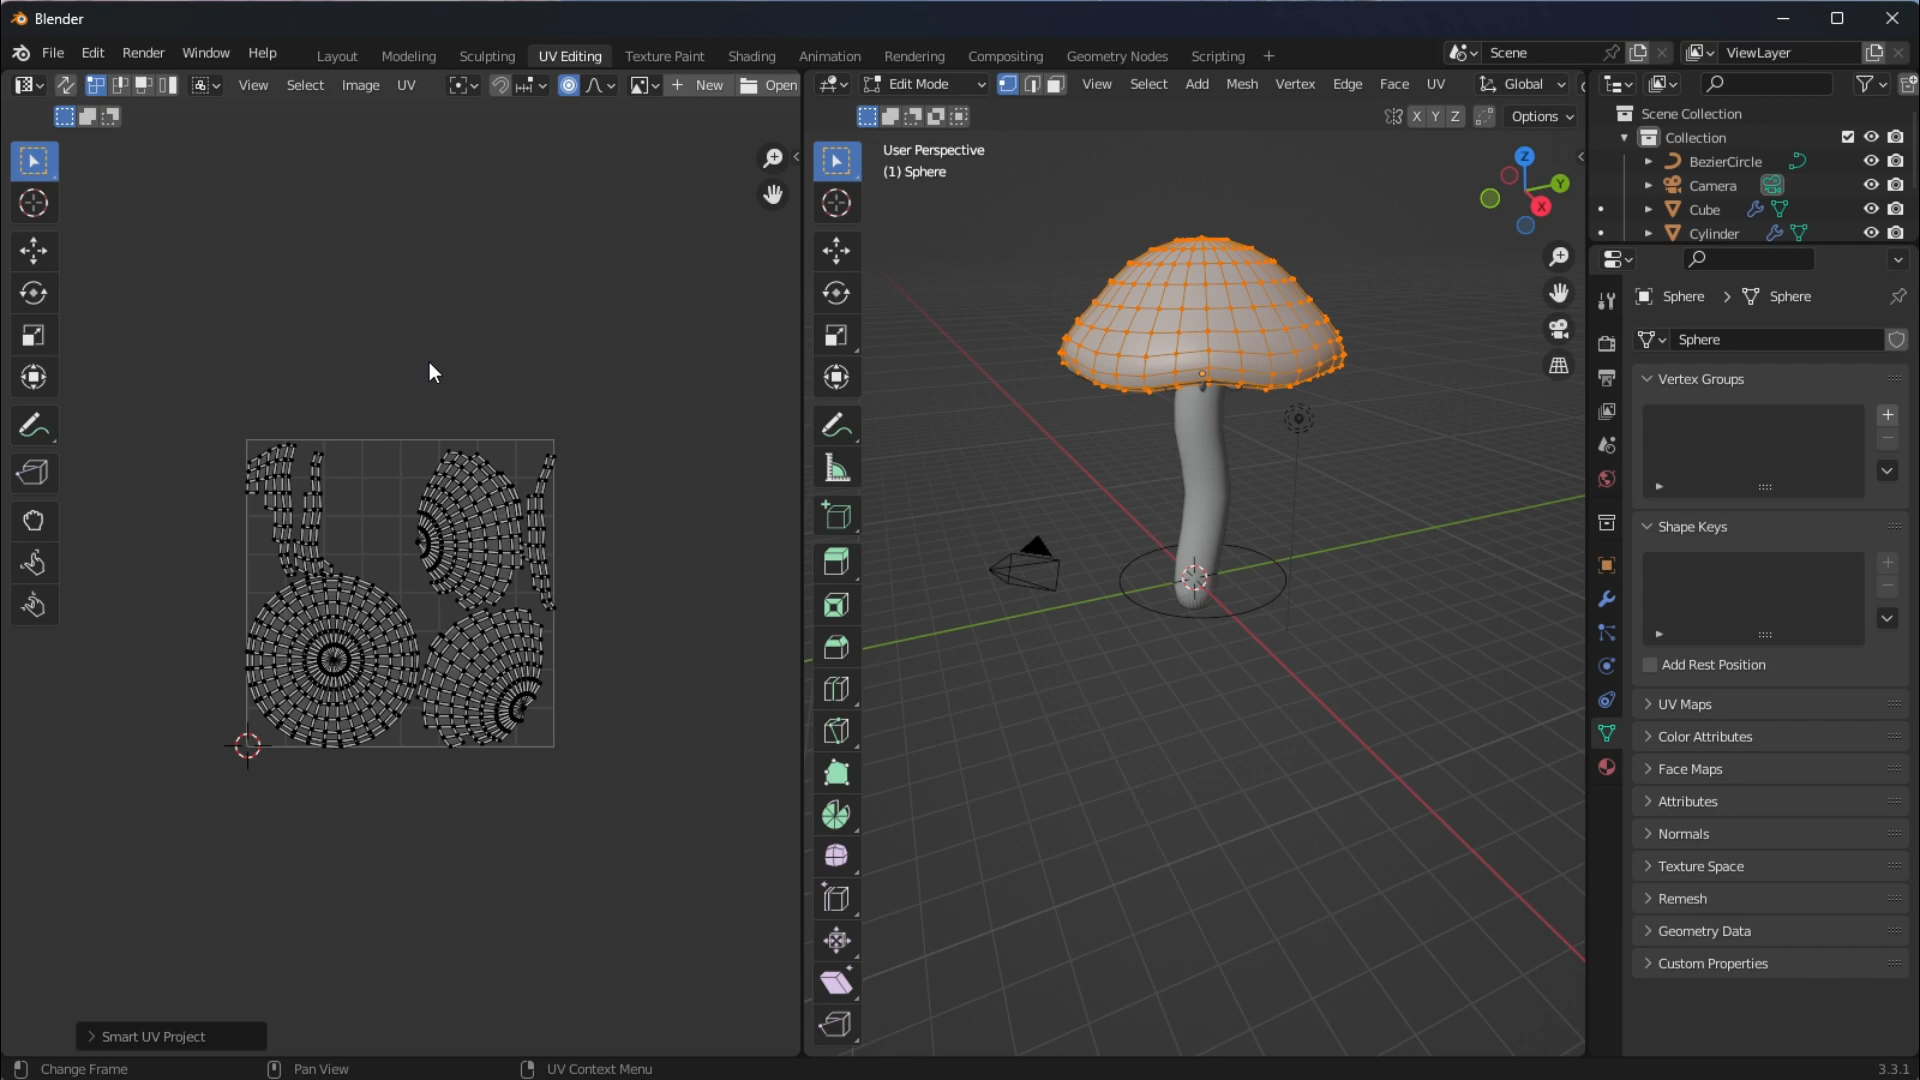 Blender
File Edit Render Window Help Layout Modeling Sculpting UV Editing Texture Paint Shading Animation Rendering Compositing Geometry Nodes Scripting + Scene ViewLayer
View Select Image UV New Open
Edit Mode View Select Add Mesh Vertex Edge Face UV Global
X Y Z Options
User Perspective
(1) Sphere
Z
Y
X
Scene Collection
Collection
BezierCircle
Camera
Cube
Cylinder
Sphere > Sphere
Sphere
Vertex Groups
Shape Keys
Add Rest Position
UV Maps
Color Attributes
Face Maps
Attributes
Normals
Texture Space
Remesh
Geometry Data
Custom Properties
Smart UV Project
Change Frame Pan View UV Context Menu 3.3.1